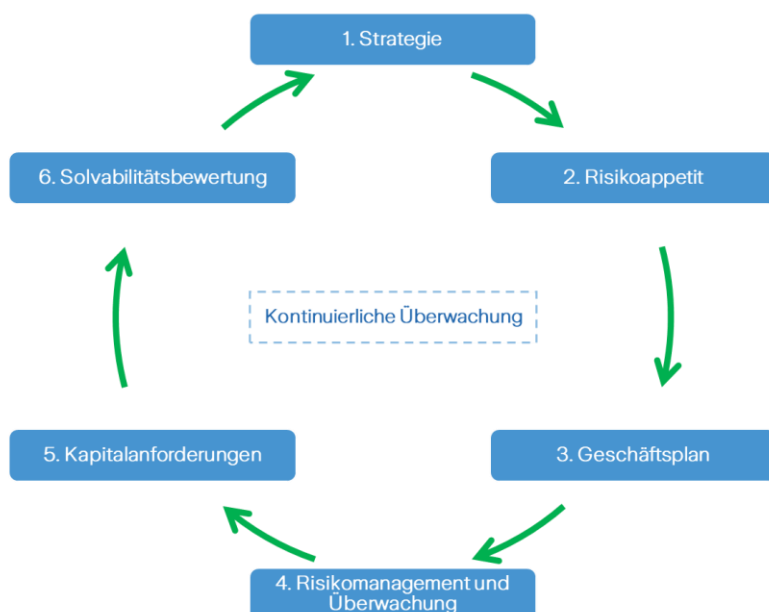 1. Strategie
2. Risikoappetit
3. Geschäftsplan
4. Risikomanagement und
Überwachung
5. Kapitalanforderungen
6. Solvabilitätsbewertung
Kontinuierliche Überwachung